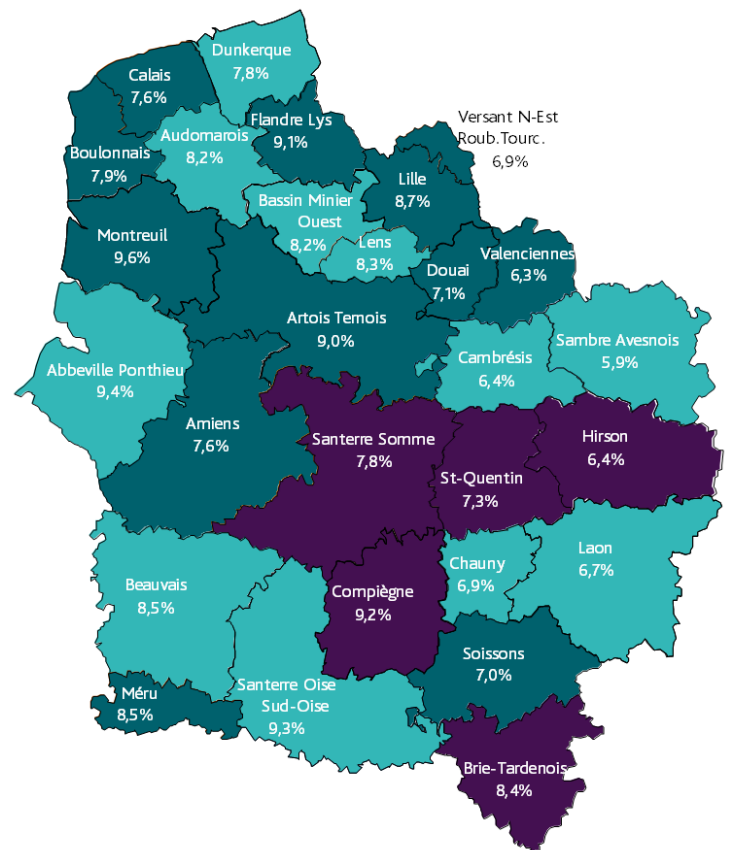 Dunkerque
7,8%
Calais
7,6%
Versant N-Est
Roub.Tourc.
6,9%
Flandre Lys
9,1%
Audomarois
8,2%
Boulonnais
7,9%
Lille
8,7%
Bassin Minier
Ouest
8,2%
Lens
8,3%
Montreuil
9,6%
Douai
7,1%
Valenciennes
6,3%
Artois Ternois
9,0%
Sambre Avesnois
5,9%
Cambrésis
6,4%
Abbeville Ponthieu
9,4%
Amiens
7,6%
Santerre Somme
7,8%
Hirson
6,4%
St-Quentin
7,3%
Laon
6,7%
Chauny
6,9%
Beauvais
8,5%
Compiègne
9,2%
Soissons
7,0%
Méru
8,5%
Santerre Oise
Sud-Oise
9,3%
Brie-Tardenois
8,4%